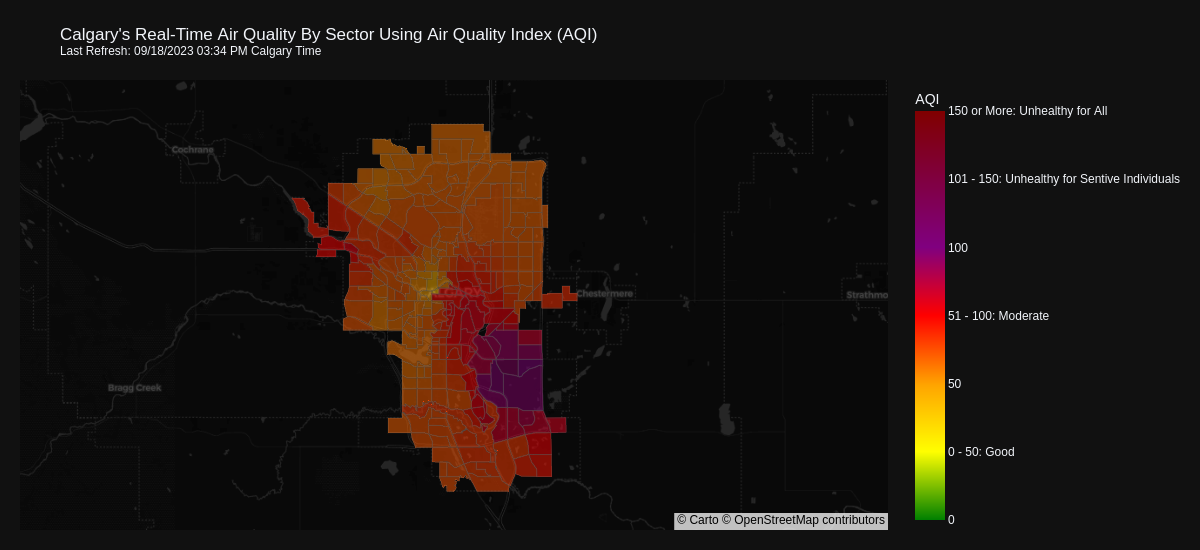 Calgary's Real-Time Air Quality By Sector Using Air Quality Index (AQI)
Last Refresh: 09/18/2023 03:34 PM Calgary Time
AQI
150 or More: Unhealthy for All
Cochrane
101 - 150: Unhealthy for Sentive Individuals
100
CALGARY
Chestermere
Strathmo
51 - 100: Moderate
Bragg Creek
50
0 - 50: Good
© Carto © OpenStreetMap contributors
0